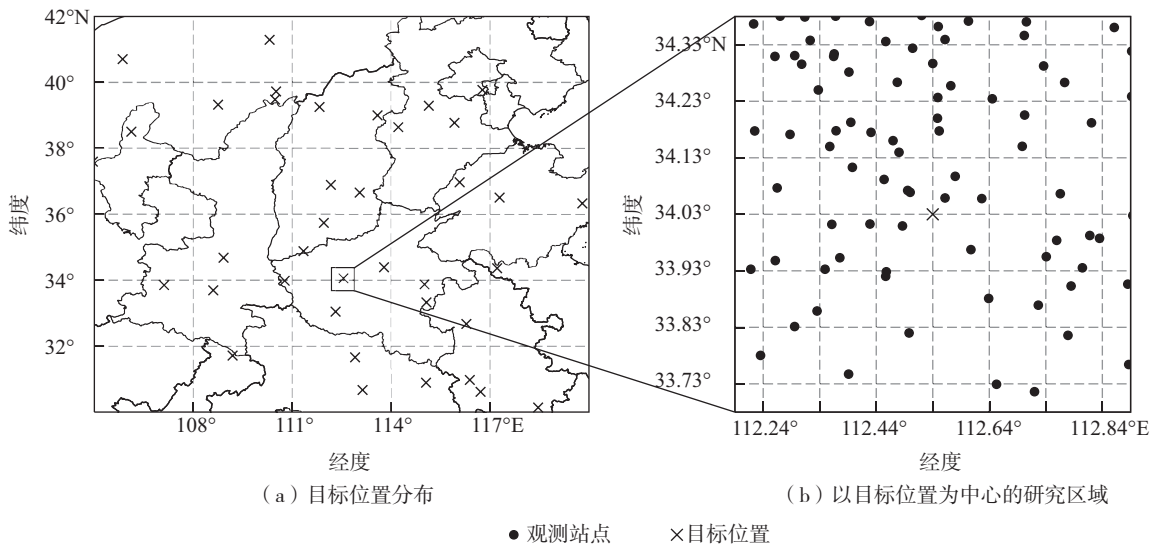 42°N
40°
38°
36°
34°
32°
纬度
108°
111°
114°
117°E
经度
(a)目标位置分布
34.33°N
34.23°
34.13°
34.03°
33.93°
33.83°
33.73°
纬度
112.24°
112.44°
112.64°
112.84°E
经度
(b)以目标位置为中心的研究区域
● 观测站点 ×目标位置